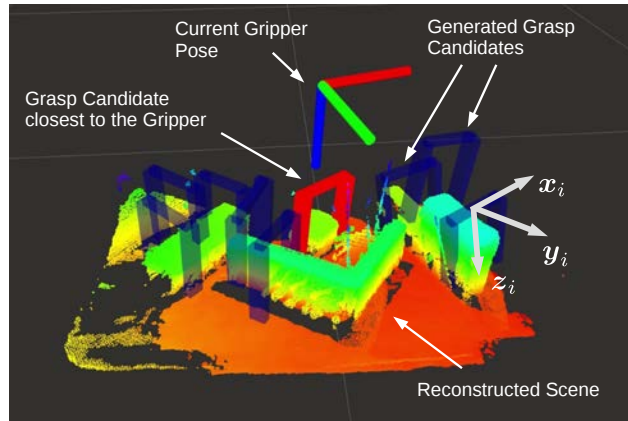 Current Gripper
Pose
Generated Grasp
Candidates
Grasp Candidate
closest to the Gripper
x_i
y_i
z_i
Reconstructed Scene